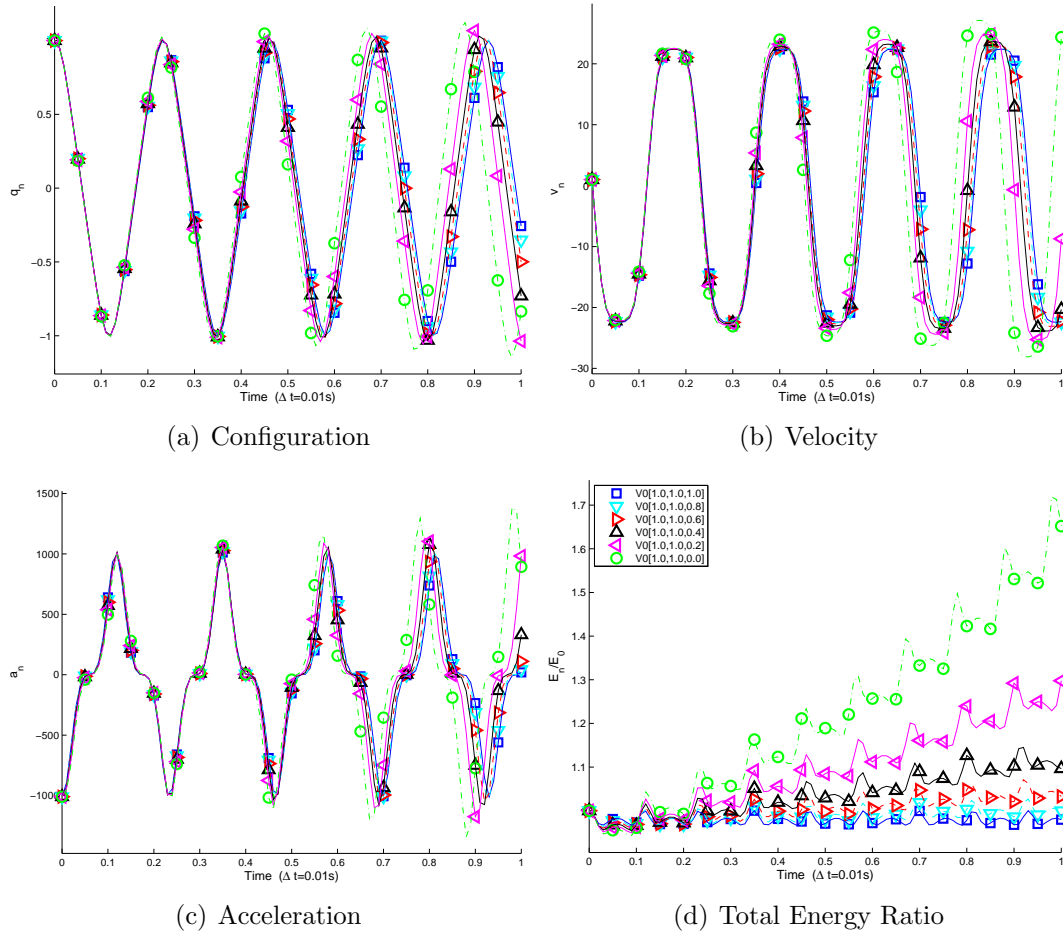 0.5
0
-0.5
-1
q_n
0 0.1 0.2 0.3 0.4 0.5 0.6 0.7 0.8 0.9 1
Time (Δ t=0.01s)
(a) Configuration
20
10
0
-10
-20
-30
v_n
0 0.1 0.2 0.3 0.4 0.5 0.6 0.7 0.8 0.9 1
Time (Δ t=0.01s)
(b) Velocity
1500
1000
500
0
-500
-1000
a_n
0 0.1 0.2 0.3 0.4 0.5 0.6 0.7 0.8 0.9 1
Time (Δ t=0.01s)
(c) Acceleration
V0[1.0,1.0,1.0]
V0[1.0,1.0,0.8]
V0[1.0,1.0,0.6]
V0[1.0,1.0,0.4]
V0[1.0,1.0,0.2]
V0[1.0,1.0,0.0]
1.7
1.6
1.5
1.4
1.3
1.2
1.1
E_n/E_0
0 0.1 0.2 0.3 0.4 0.5 0.6 0.7 0.8 0.9 1
Time (Δ t=0.01s)
(d) Total Energy Ratio